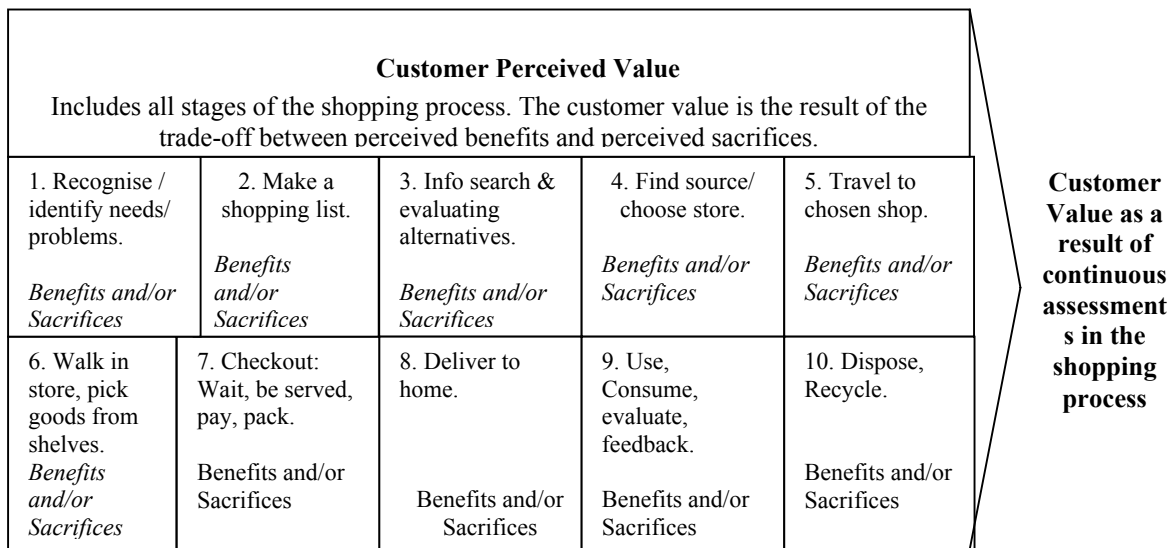 Customer Perceived Value
Includes all stages of the shopping process. The customer value is the result of the
trade-off between perceived benefits and perceived sacrifices.
1. Recognise /
identify needs/
problems.
Benefits and/or
Sacrifices
2. Make a
shopping list.
Benefits
and/or
Sacrifices
3. Info search &
evaluating
alternatives.
Benefits and/or
Sacrifices
4. Find source/
choose store.
Benefits and/or
Sacrifices
5. Travel to
chosen shop.
Benefits and/or
Sacrifices
6. Walk in
store, pick
goods from
shelves.
Benefits
and/or
Sacrifices
7. Checkout:
Wait, be served,
pay, pack.
Benefits and/or
Sacrifices
8. Deliver to
home.
Benefits and/or
Sacrifices
9. Use,
Consume,
evaluate,
feedback.
Benefits and/or
Sacrifices
10. Dispose,
Recycle.
Benefits and/or
Sacrifices
Customer
Value as a
result of
continuous
assessment
s in the
shopping
process